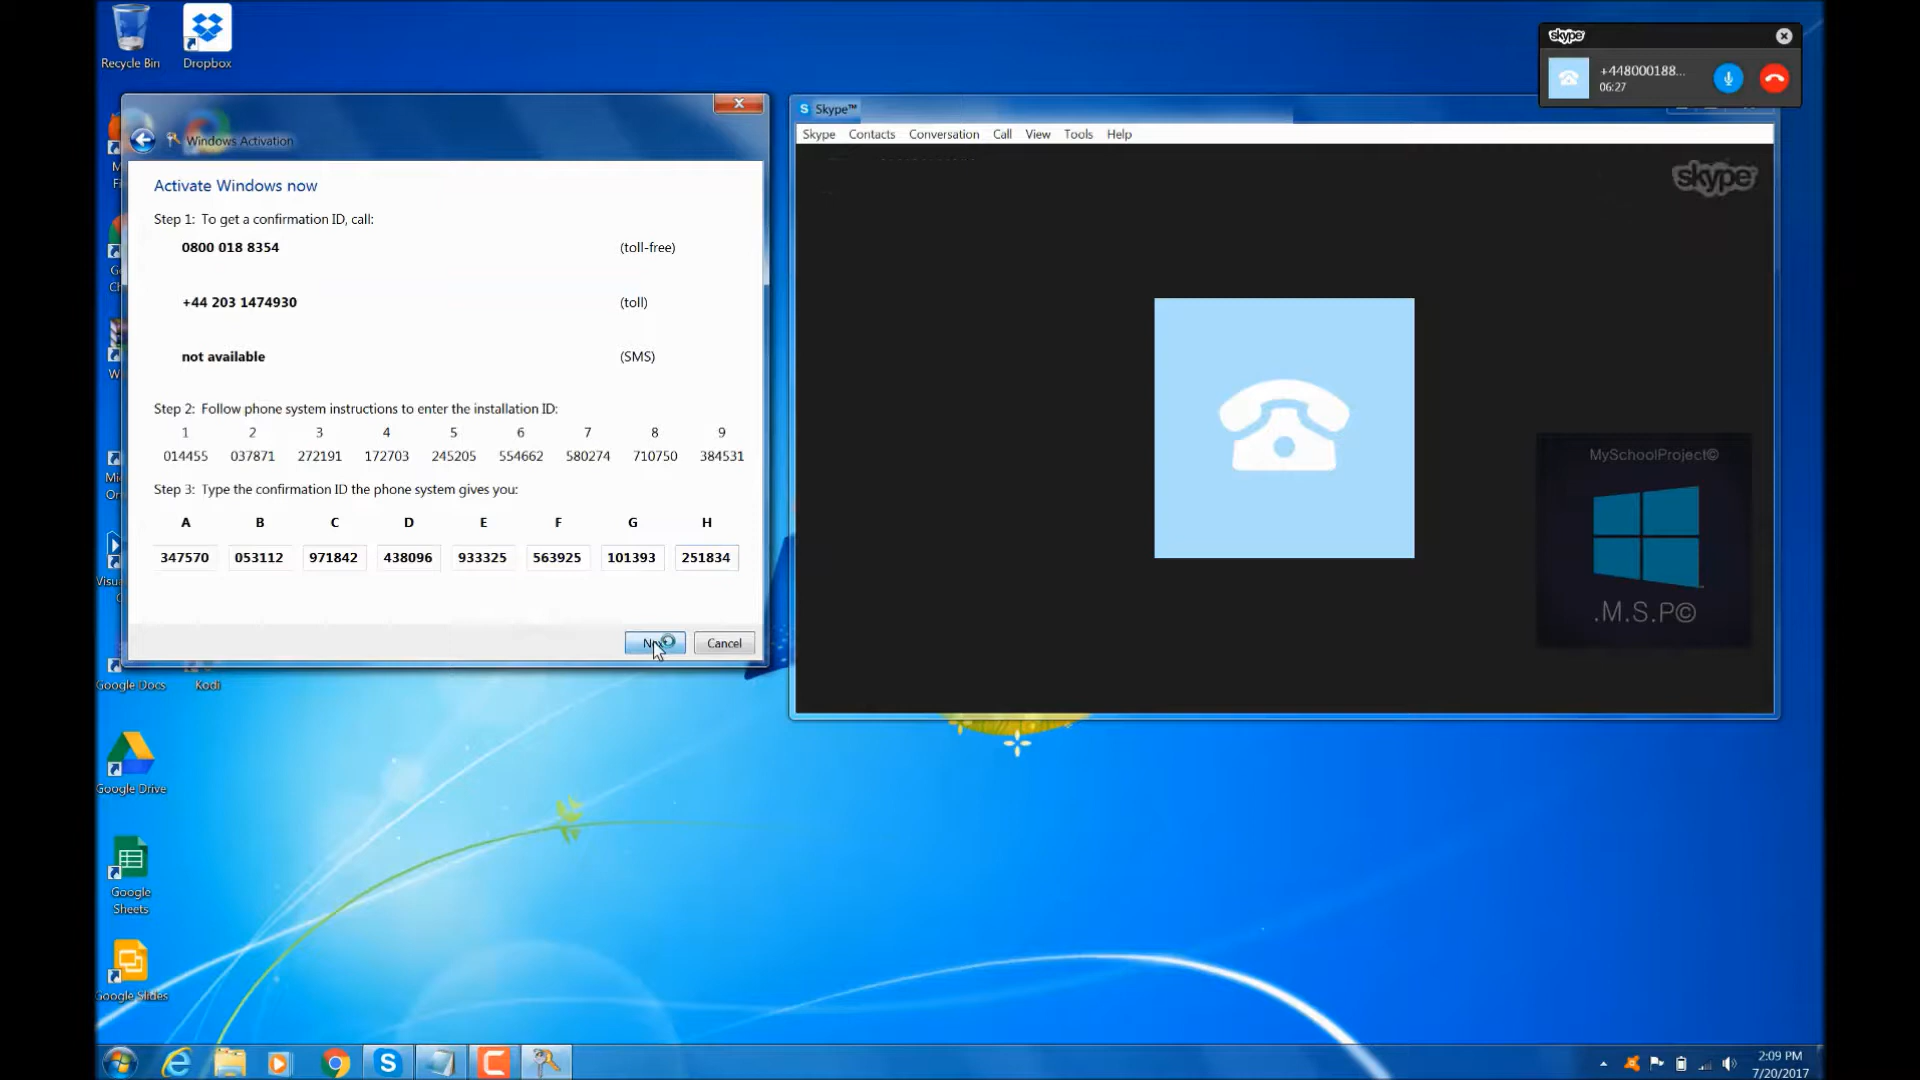 Recycle Bin
Dropbox
skype
+448000188...
06:27
Windows Activation
Skype™
Skype Contacts Conversation Call View Tools Help
skype
Activate Windows now
Step 1: To get a confirmation ID, call:
0800 018 8354 (toll-free)
+44 203 1474930 (toll)
not available (SMS)
Step 2: Follow phone system instructions to enter the installation ID:
1 2 3 4 5 6 7 8 9
014455 037871 272191 172703 245205 554662 580274 710750 384531
Step 3: Type the confirmation ID the phone system gives you:
A B C D E F G H
347570 053112 971842 438096 933325 563925 101393 251834
Cancel
MySchoolProject©
.M.S.P©
Google Docs
Kodi
Google Drive
Google
Sheets
Google Slides
2:09 PM
7/20/2017